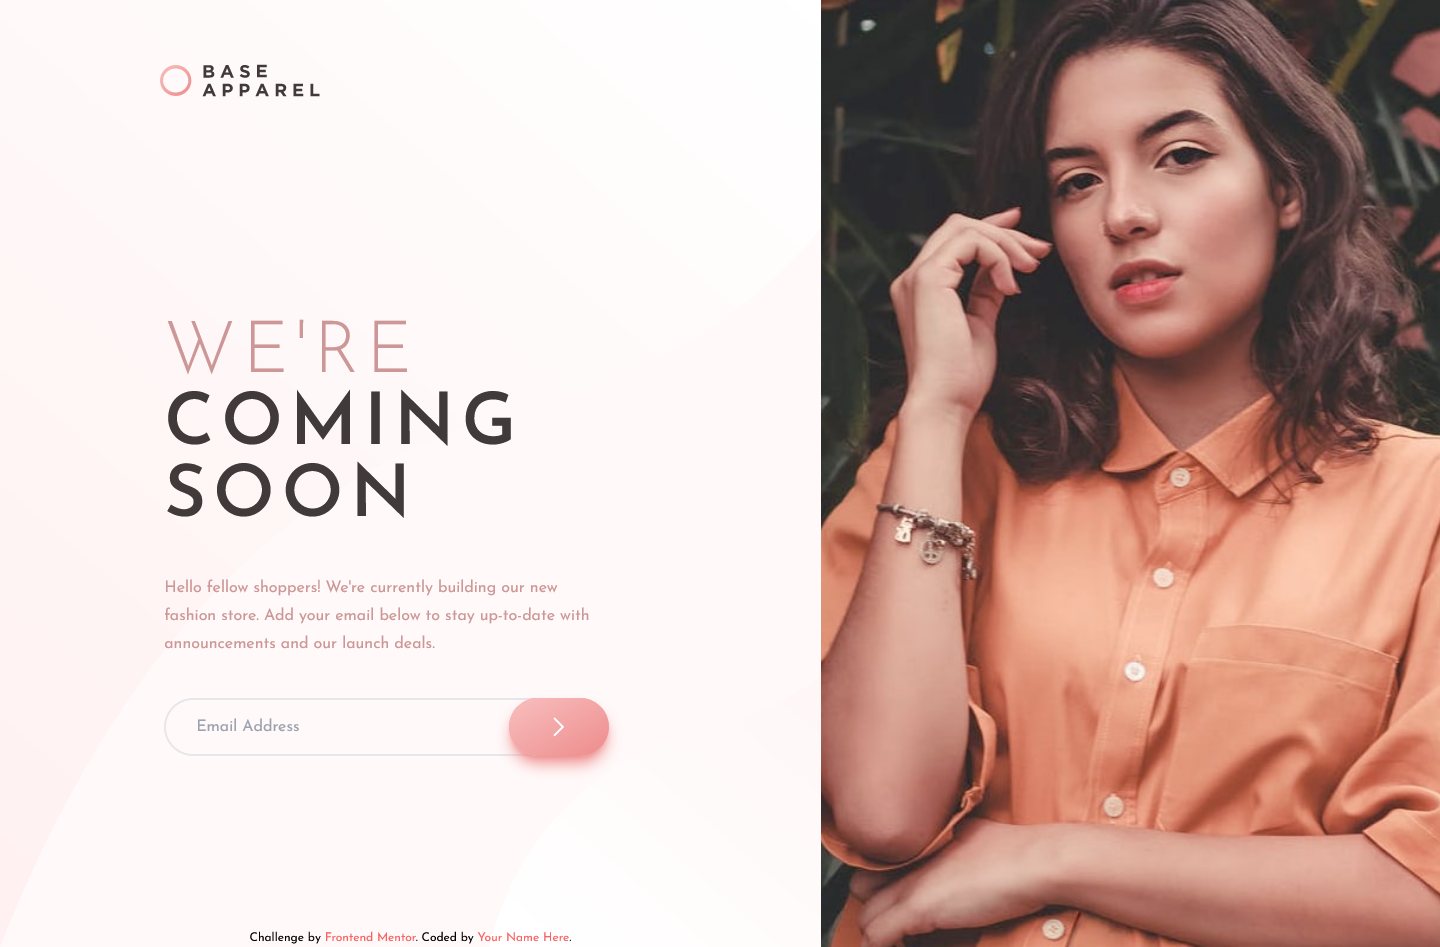 BASE
APPAREL
WE'RE
COMING
SOON
Hello fellow shoppers! We're currently building our new
fashion store. Add your email below to stay up-to-date with
announcements and our launch deals.
Email Address
Challenge by Frontend Mentor. Coded by Your Name Here.